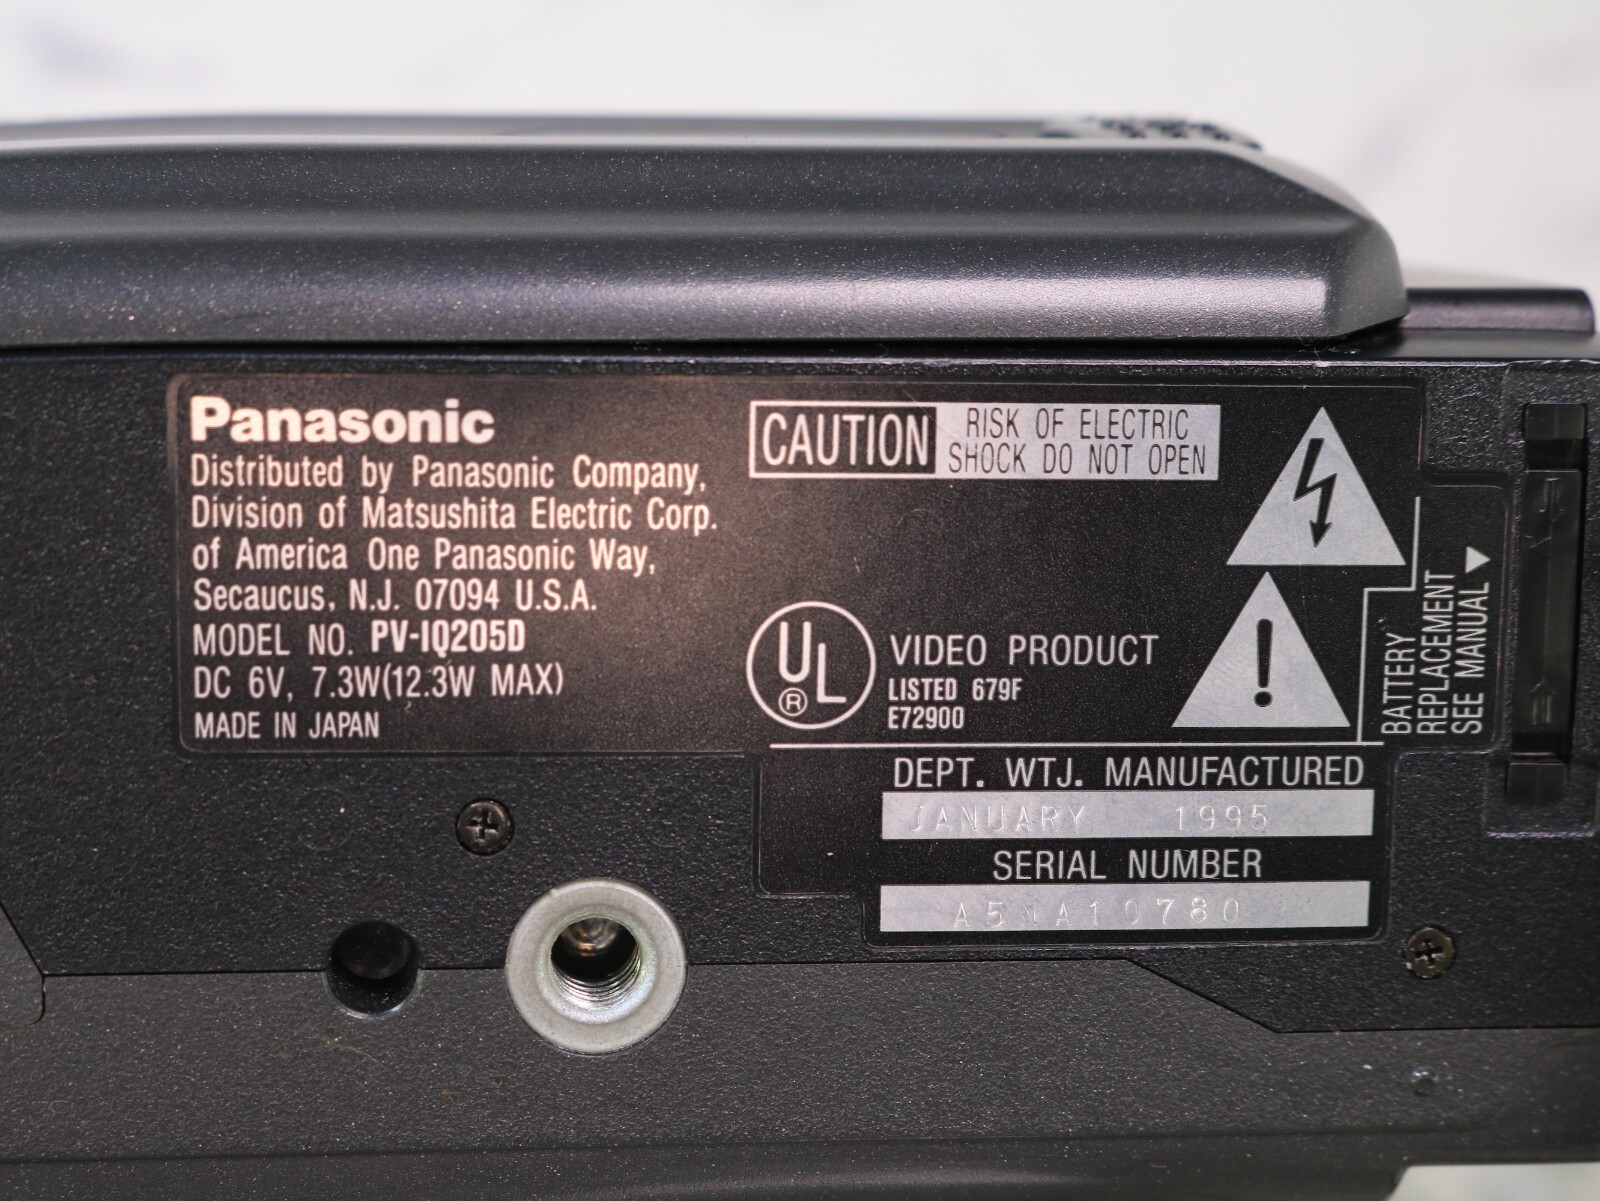 Panasonic
Distributed by Panasonic Company,
Division of Matsushita Electric Corp.
of America One Panasonic Way,
Secaucus, N.J. 07094 U.S.A.
MODEL NO. PV-IQ205D
DC 6V, 7.3W(12.3W MAX)
MADE IN JAPAN
CAUTION
RISK OF ELECTRIC
SHOCK DO NOT OPEN
UL
®
VIDEO PRODUCT
LISTED 679F
E72900
BATTERY
REPLACEMENT
SEE MANUAL
DEPT. WTJ. MANUFACTURED
JANUARY 1995
SERIAL NUMBER
A5NA10780